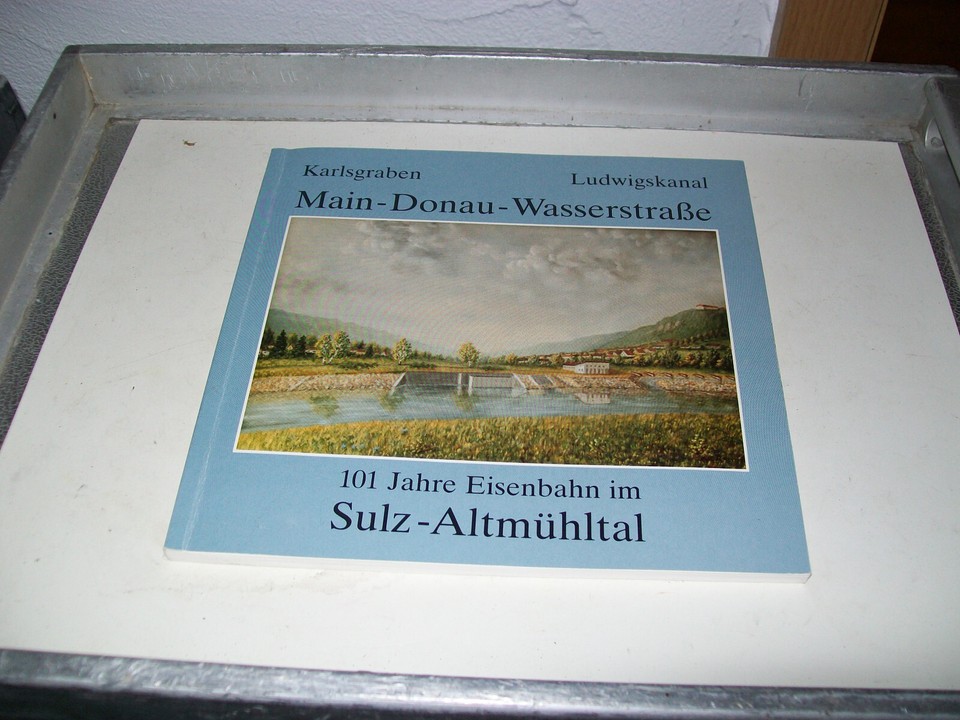 Karlsgraben Ludwigskanal
Main-Donau-Wasserstraße
101 Jahre Eisenbahn im
Sulz-Altmühltal